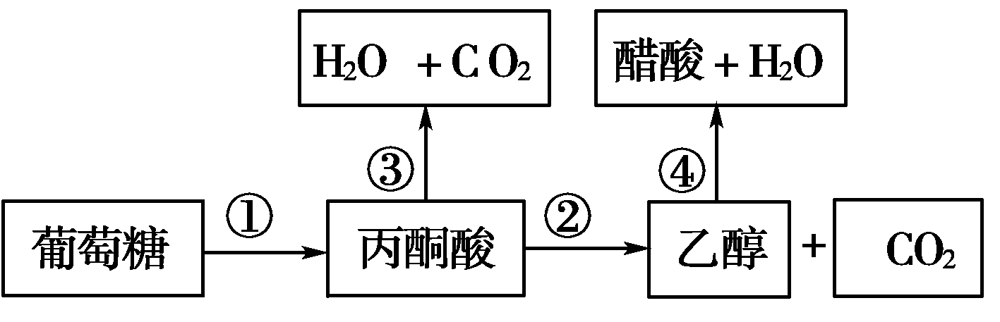 H₂O + CO₂
醋酸 + H₂O
③
④
①
②
葡萄糖
丙酮酸
乙醇 + CO₂